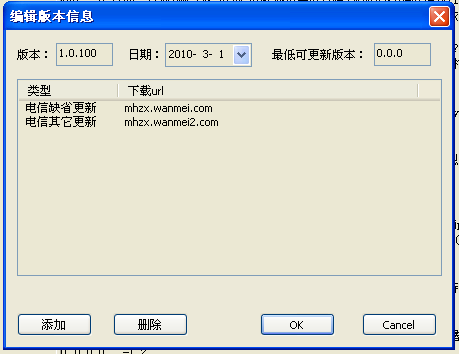 编辑版本信息
版本： 1.0.100 日期： 2010- 3- 1 最低可更新版本： 0.0.0
类型 下载url
电信缺省更新 mhzx.wanmei.com
电信其它更新 mhzx.wanmei2.com
添加 删除 OK Cancel